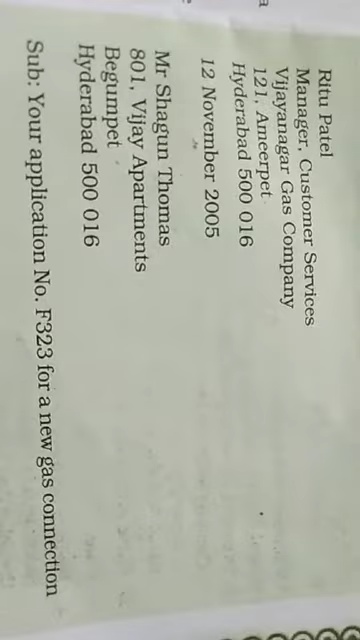 Ritu Patel
Manager, Customer Services
Vijayanagar Gas Company
121, Ameerpet
Hyderabad 500 016
12 November 2005
Mr Shagun Thomas
801, Vijay Apartments
Begumpet
Hyderabad 500 016
Sub: Your application No. F323 for a new gas connection